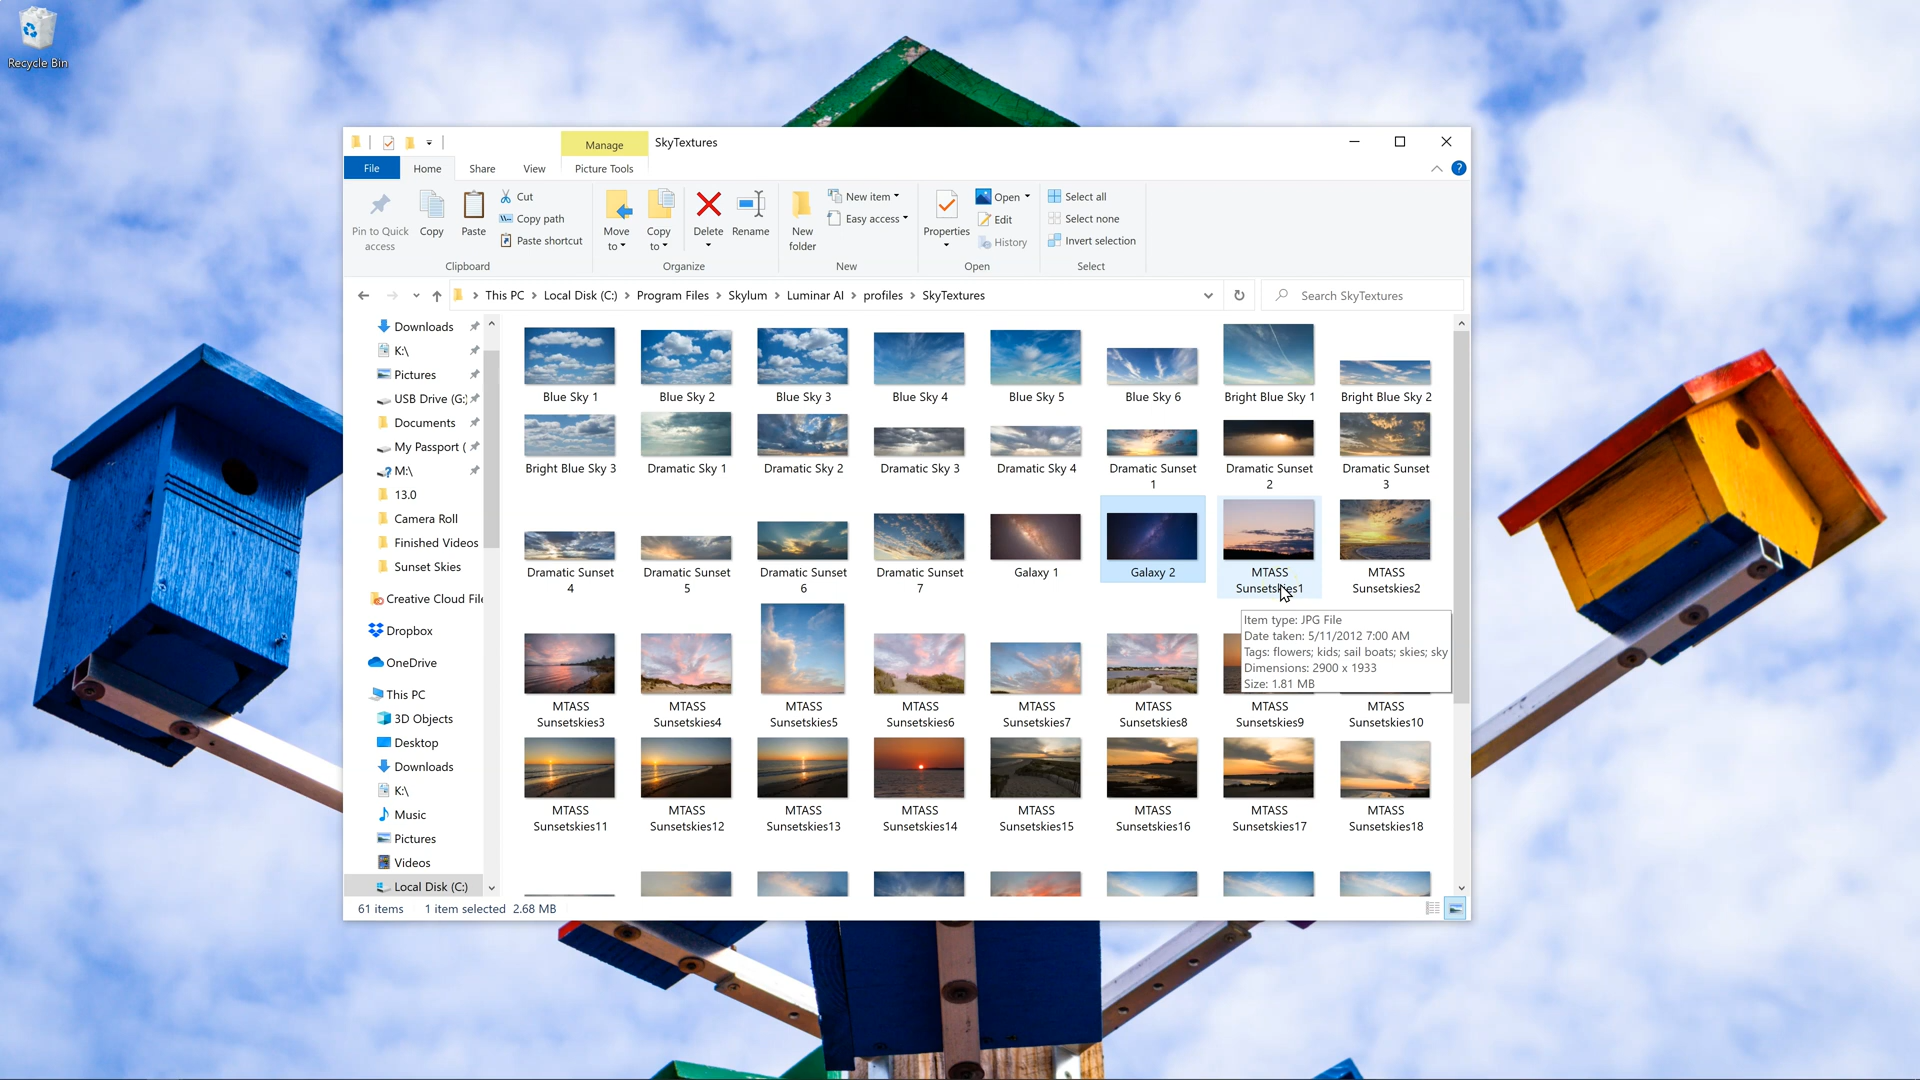 Recycle Bin
Manage
SkyTextures
File
Home
Share
View
Picture Tools
Pin to Quick
access
Copy
Paste
Cut
Copy path
Paste shortcut
Move
to
Copy
to
Delete
Rename
New
folder
New item
Easy access
Properties
Open
Edit
History
Select all
Select none
Invert selection
Clipboard
Organize
New
Open
Select
This PC
Local Disk (C:)
Program Files
Skylum
Luminar AI
profiles
SkyTextures
Search SkyTextures
Downloads
K:\
Pictures
USB Drive (G:)
Documents
My Passport (
M:\
13.0
Camera Roll
Finished Videos
Sunset Skies
Creative Cloud File
Dropbox
OneDrive
This PC
3D Objects
Desktop
Downloads
K:\
Music
Pictures
Videos
Local Disk (C:)
Blue Sky 1
Blue Sky 2
Blue Sky 3
Blue Sky 4
Blue Sky 5
Blue Sky 6
Bright Blue Sky 1
Bright Blue Sky 2
Bright Blue Sky 3
Dramatic Sky 1
Dramatic Sky 2
Dramatic Sky 3
Dramatic Sky 4
Dramatic Sunset
1
Dramatic Sunset
2
Dramatic Sunset
3
Dramatic Sunset
4
Dramatic Sunset
5
Dramatic Sunset
6
Dramatic Sunset
7
Galaxy 1
Galaxy 2
MTASS
Sunsetskies1
MTASS
Sunsetskies2
Item type: JPG File
Date taken: 5/11/2012 7:00 AM
Tags: flowers; kids; sail boats; skies; sky
Dimensions: 2900 x 1933
Size: 1.81 MB
MTASS
Sunsetskies3
MTASS
Sunsetskies4
MTASS
Sunsetskies5
MTASS
Sunsetskies6
MTASS
Sunsetskies7
MTASS
Sunsetskies8
MTASS
Sunsetskies9
MTASS
Sunsetskies10
MTASS
Sunsetskies11
MTASS
Sunsetskies12
MTASS
Sunsetskies13
MTASS
Sunsetskies14
MTASS
Sunsetskies15
MTASS
Sunsetskies16
MTASS
Sunsetskies17
MTASS
Sunsetskies18
61 items
1 item selected 2.68 MB